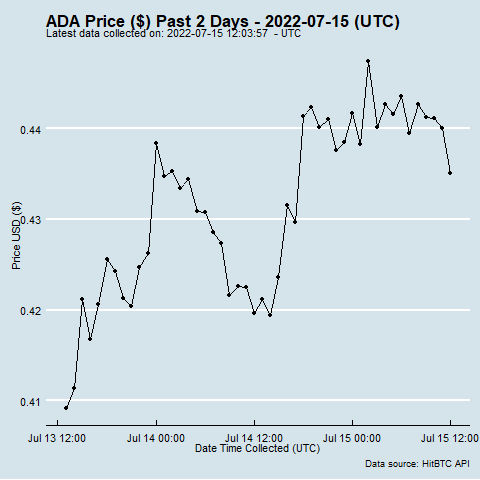 ADA Price ($) Past 2 Days - 2022-07-15 (UTC)
Latest data collected on: 2022-07-15 12:03:57 - UTC
Price USD ($)
0.44
0.43
0.42
0.41
Jul 13 12:00
Jul 14 00:00
Jul 14 12:00
Jul 15 00:00
Jul 15 12:00
Date Time Collected (UTC)
Data source: HitBTC API